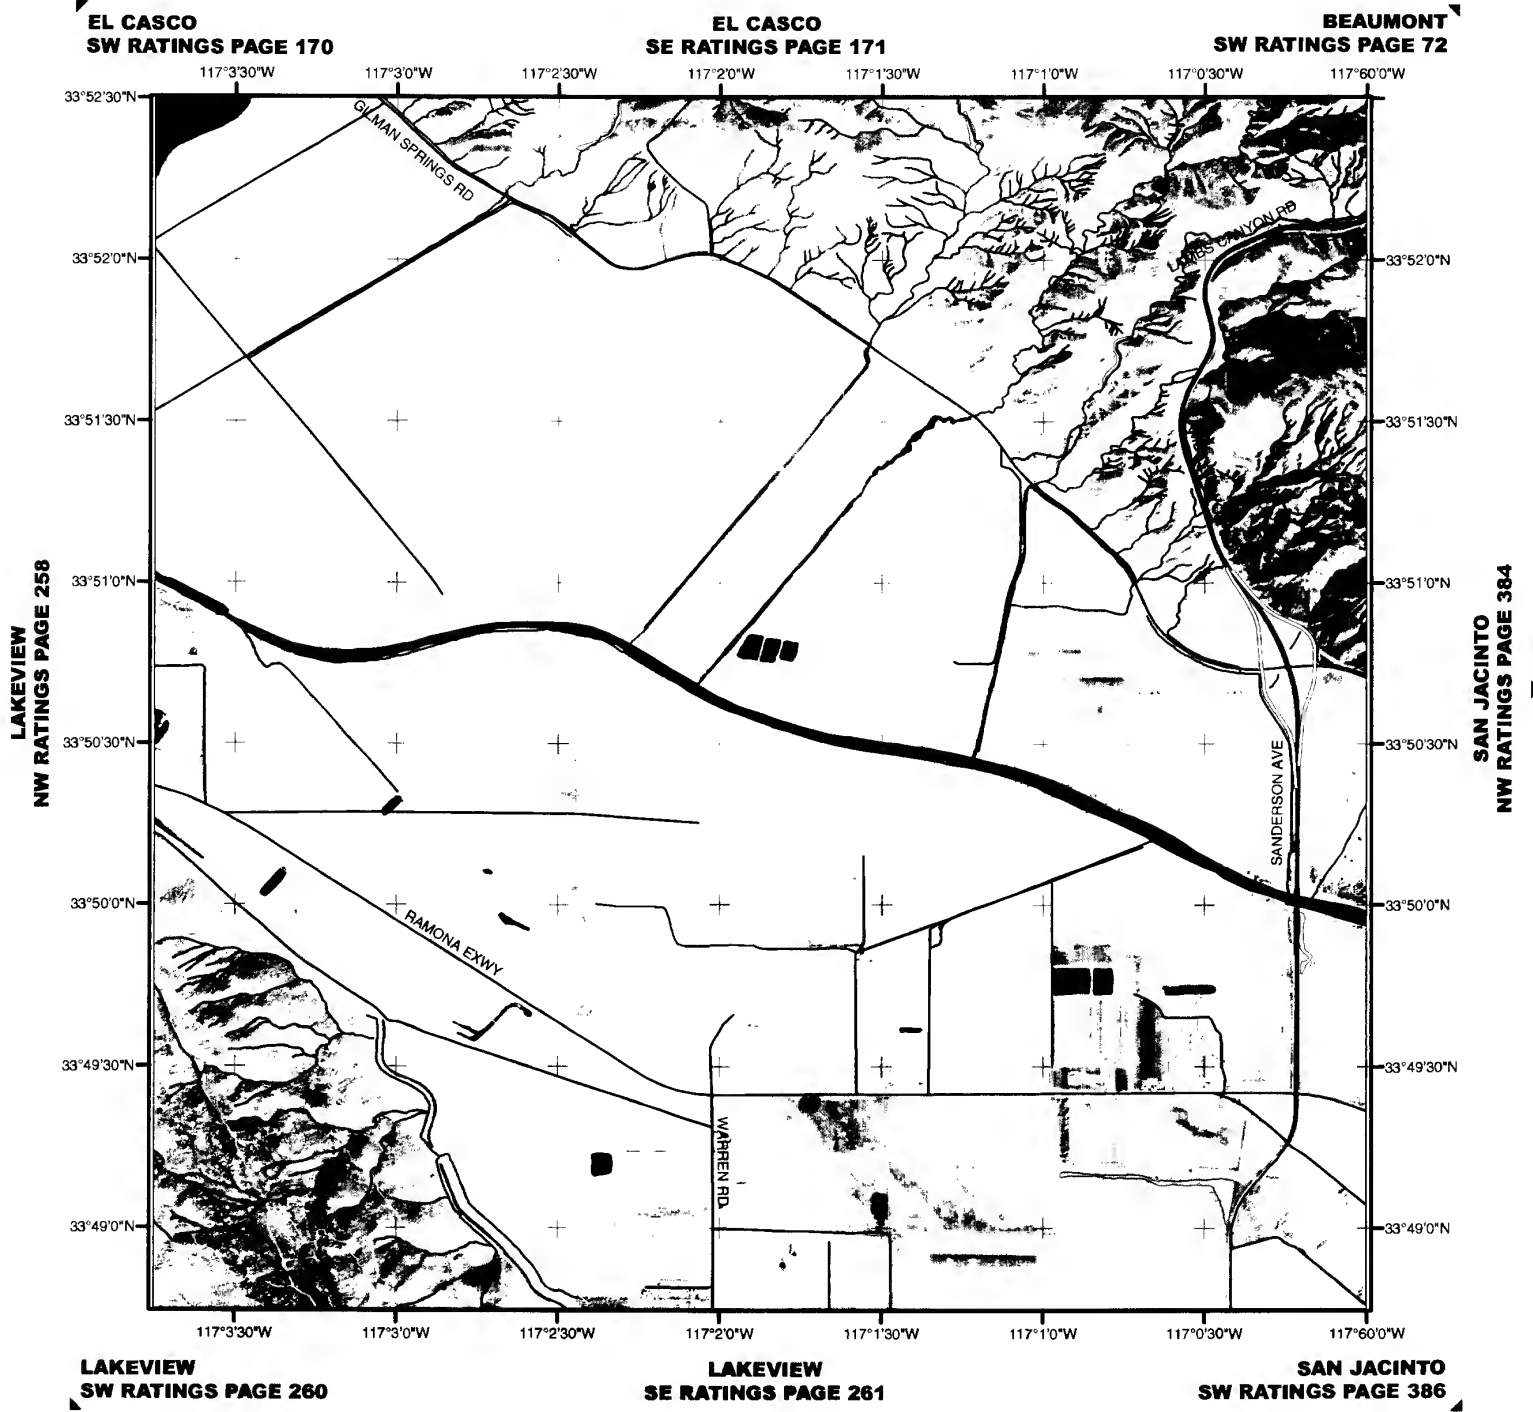 EL CASCO
SW RATINGS PAGE 170
EL CASCO
SE RATINGS PAGE 171
BEAUMONT
SW RATINGS PAGE 72
117°3'30"W
117°3'0"W
117°2'30"W
117°2'0"W
117°1'30"W
117°1'0"W
117°0'30"W
117°60'0"W
33°52'30"N
GILMAN SPRINGS RD
LAMBS CANYON RD
33°52'0"N
33°52'0"N
33°51'30"N
33°51'30"N
33°51'0"N
33°51'0"N
LAKEVIEW
NW RATINGS PAGE 258
SAN JACINTO
NW RATINGS PAGE 384
33°50'30"N
33°50'30"N
SANDERSON AVE
33°50'0"N
33°50'0"N
RAMONA EXWY
33°49'30"N
33°49'30"N
WARREN RD
33°49'0"N
33°49'0"N
117°3'30"W
117°3'0"W
117°2'30"W
117°2'0"W
117°1'30"W
117°1'0"W
117°0'30"W
117°60'0"W
LAKEVIEW
SW RATINGS PAGE 260
LAKEVIEW
SE RATINGS PAGE 261
SAN JACINTO
SW RATINGS PAGE 386